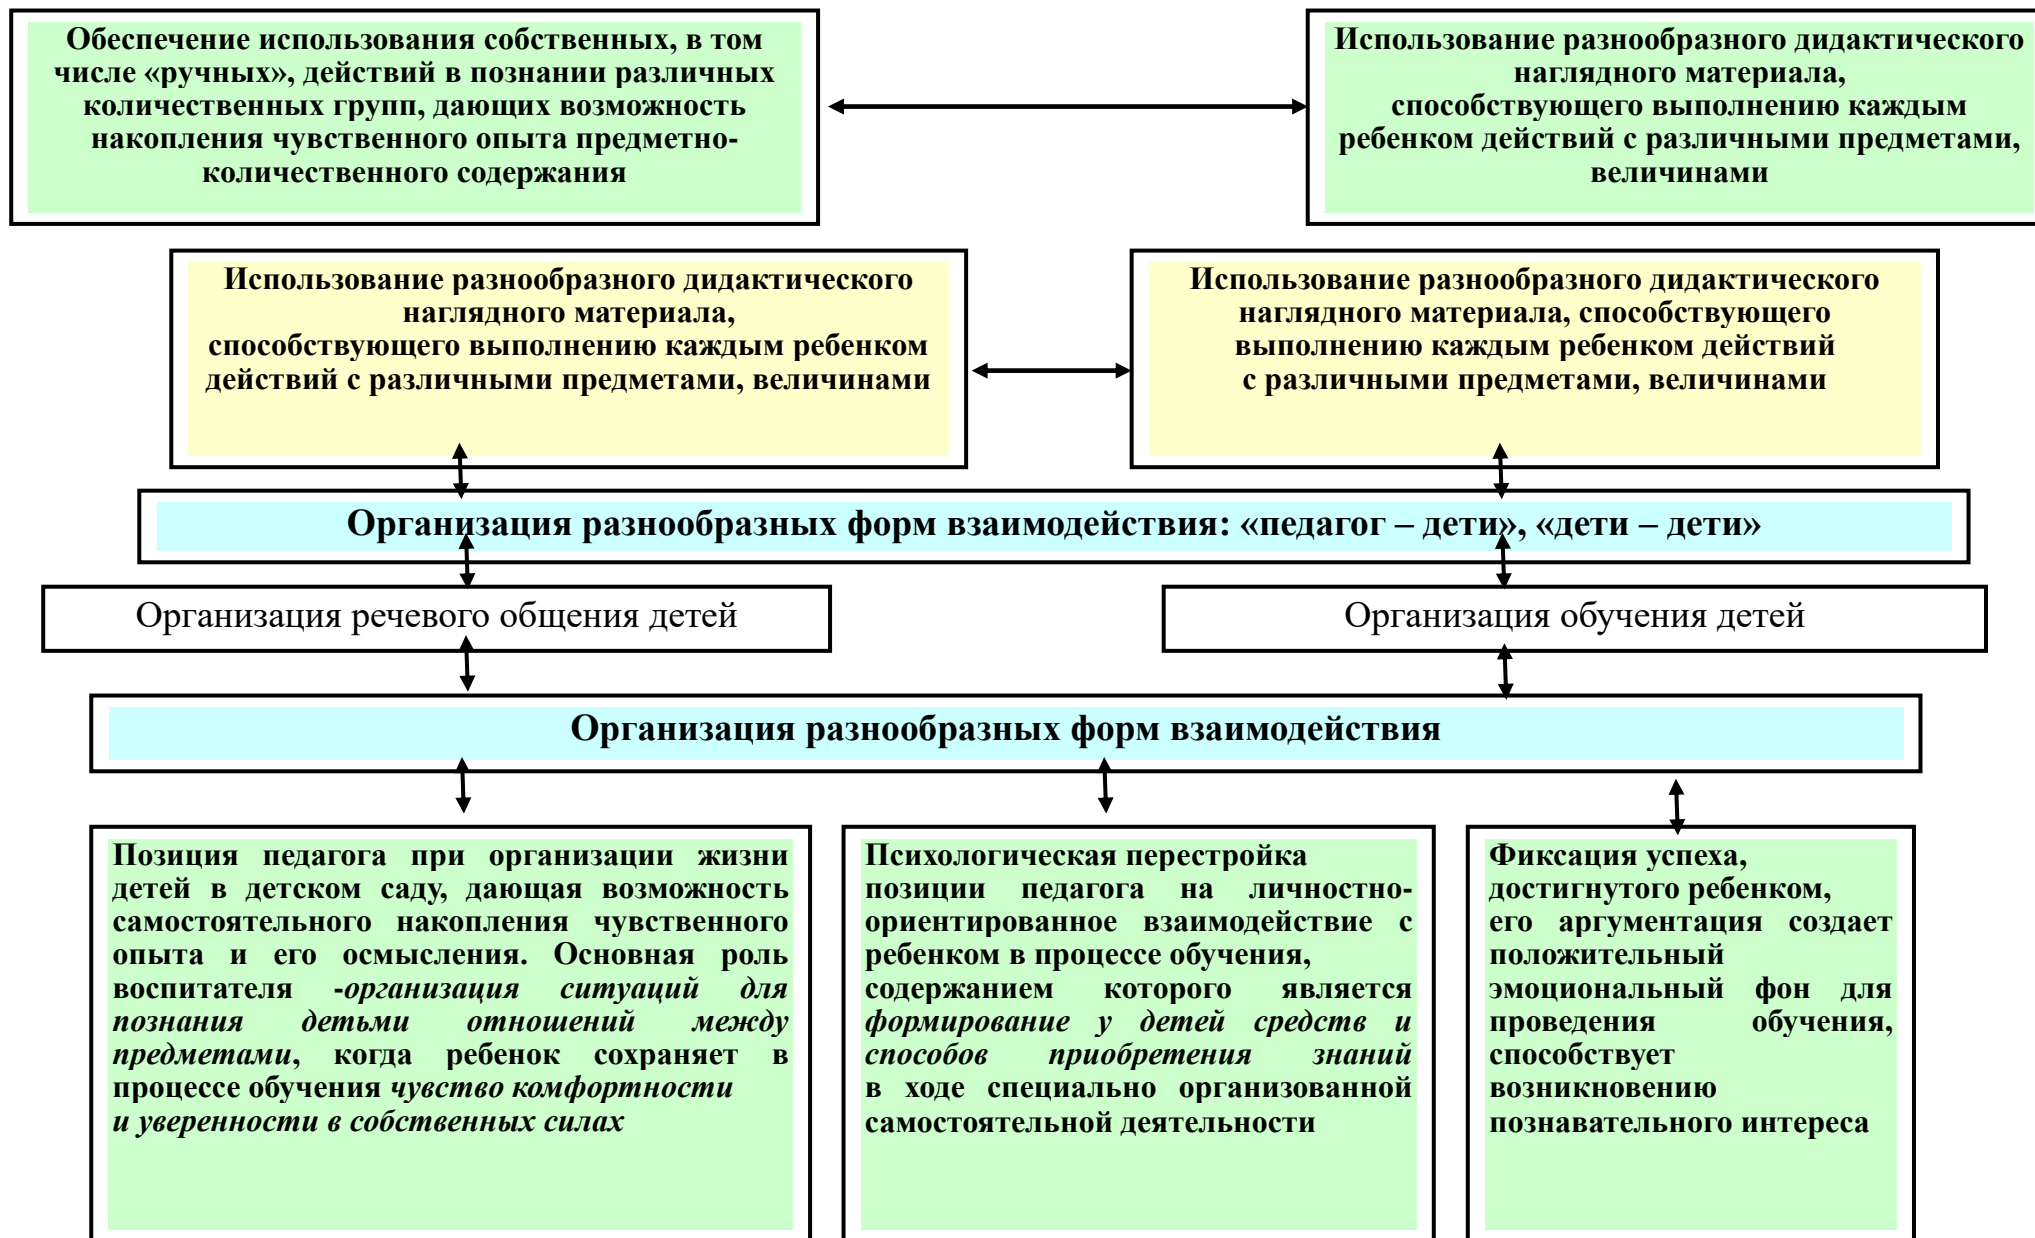 Обеспечение использования собственных, в том
числе «ручных», действий в познании различных
количественных групп, дающих возможность
накопления чувственного опыта предметно-
количественного содержания
Использование разнообразного дидактического
наглядного материала,
способствующего выполнению каждым
ребенком действий с различными предметами,
величинами
Использование разнообразного дидактического
наглядного материала,
способствующего выполнению каждым ребенком
действий с различными предметами, величинами
Использование разнообразного дидактического
наглядного материала, способствующего
выполнению каждым ребенком действий
с различными предметами, величинами
Организация разнообразных форм взаимодействия: «педагог – дети», «дети – дети»
Организация речевого общения детей
Организация обучения детей
Организация разнообразных форм взаимодействия
Позиция педагога при организации жизни
детей в детском саду, дающая возможность
самостоятельного накопления чувственного
опыта и его осмысления. Основная роль
воспитателя -организация ситуаций для
познания детьми отношений между
предметами, когда ребенок сохраняет в
процессе обучения чувство комфортности
и уверенности в собственных силах
Психологическая перестройка
позиции педагога на личностно-
ориентированное взаимодействие с
ребенком в процессе обучения,
содержанием которого является
формирование у детей средств и
способов приобретения знаний
в ходе специально организованной
самостоятельной деятельности
Фиксация успеха,
достигнутого ребенком,
его аргументация создает
положительный
эмоциональный фон для
проведения обучения,
способствует
возникновению
познавательного интереса